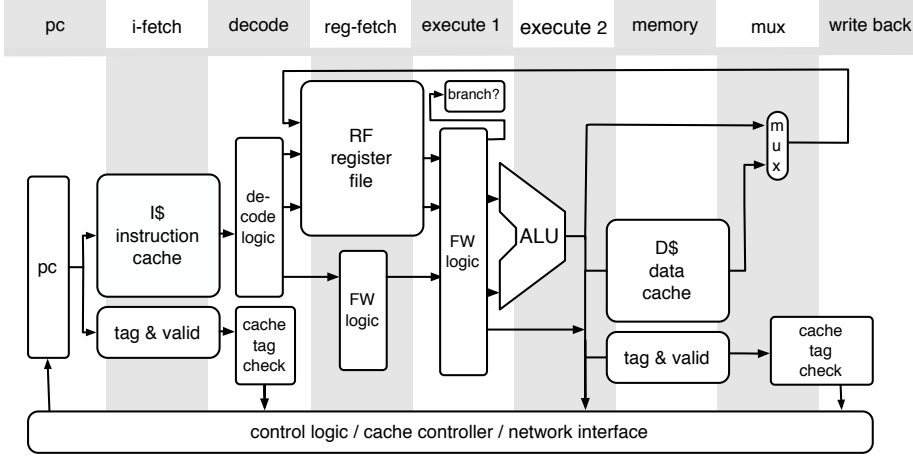 pc i-fetch decode reg-fetch execute 1 execute 2 memory mux write back
branch?
RF
register
file
m
u
x
de-
code
logic
I$
instruction
cache
pc
FW
logic
ALU
D$
data
cache
FW
logic
tag & valid
cache
tag
check
tag & valid
cache
tag
check
control logic / cache controller / network interface